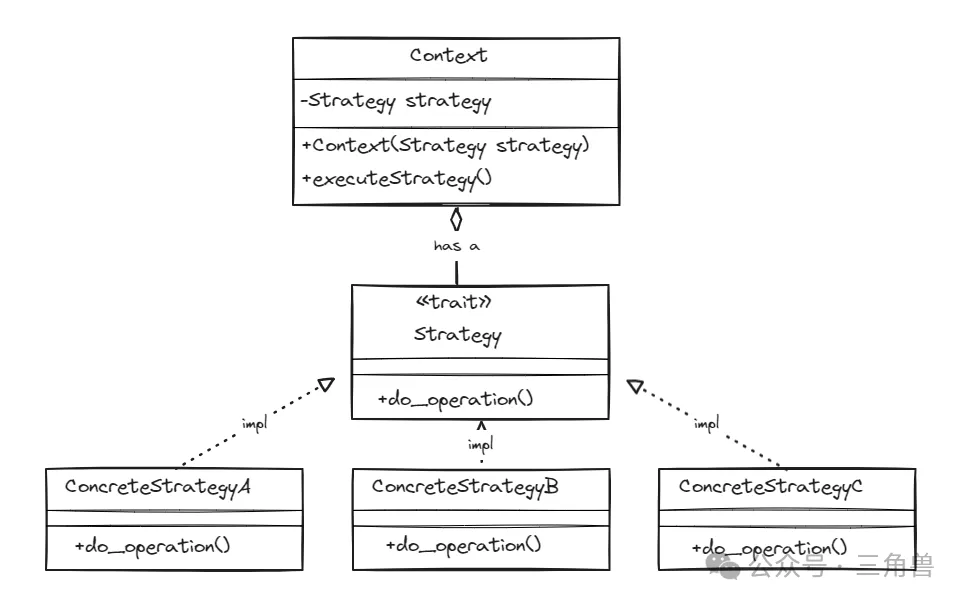 Context
-Strategy strategy
+Context(Strategy strategy)
+executeStrategy()
has a
«trait»
Strategy
+do_operation()
impl
impl
impl
ConcreteStrategyA
+do_operation()
ConcreteStrategyB
+do_operation()
ConcreteStrategyC
+do_operation()
公众号 · 三角兽